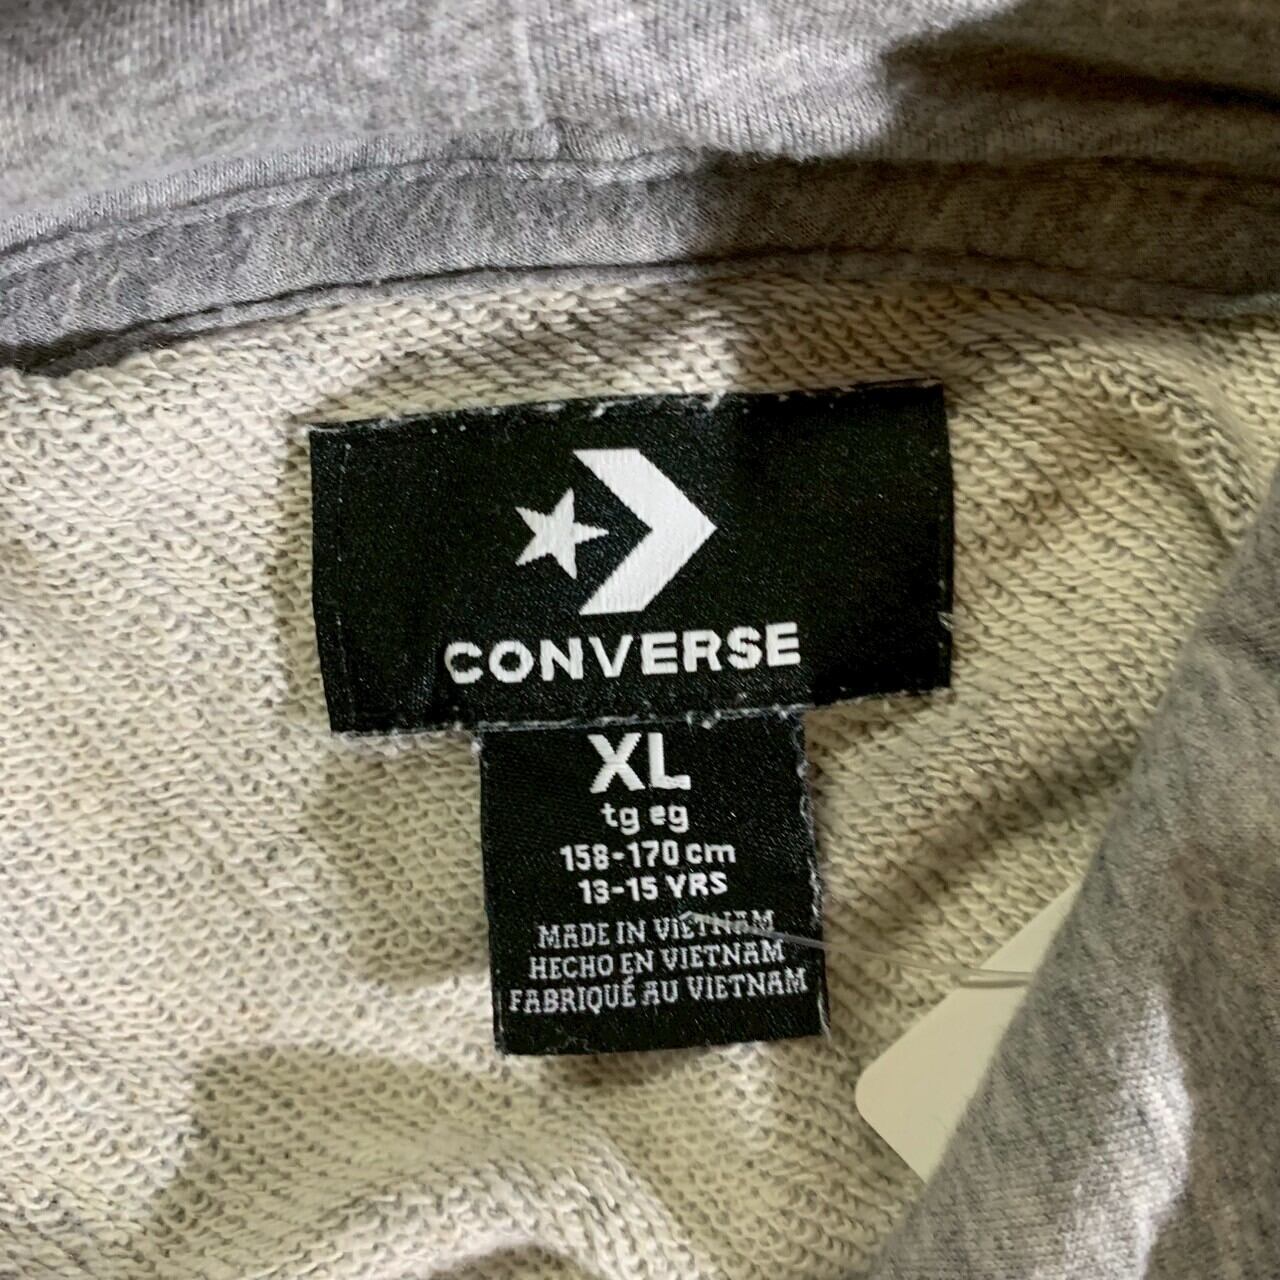 CONVERSE
XL
tg eg
158-170 cm
13-15 YRS
MADE IN VIETNAM
HECHO EN VIETNAM
FABRIQUÉ AU VIETNAM